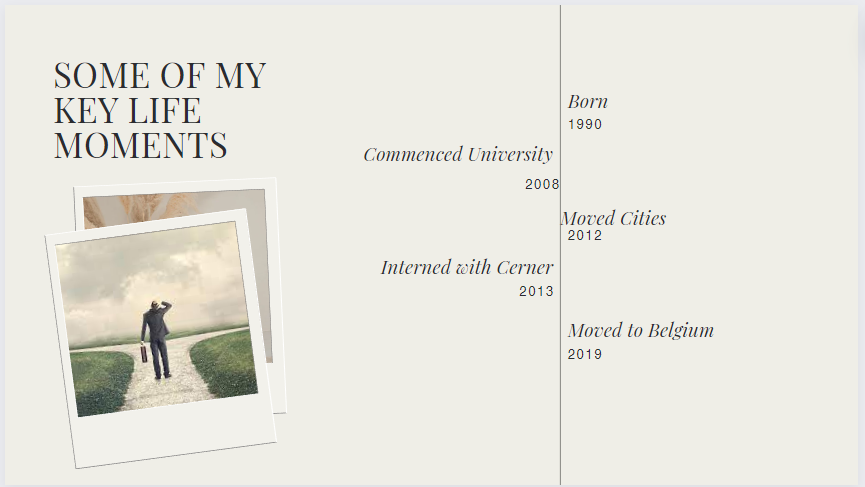 SOME OF MY
KEY LIFE
MOMENTS
Born
1990
Commenced University
2008
Moved Cities
2012
Interned with Cerner
2013
Moved to Belgium
2019